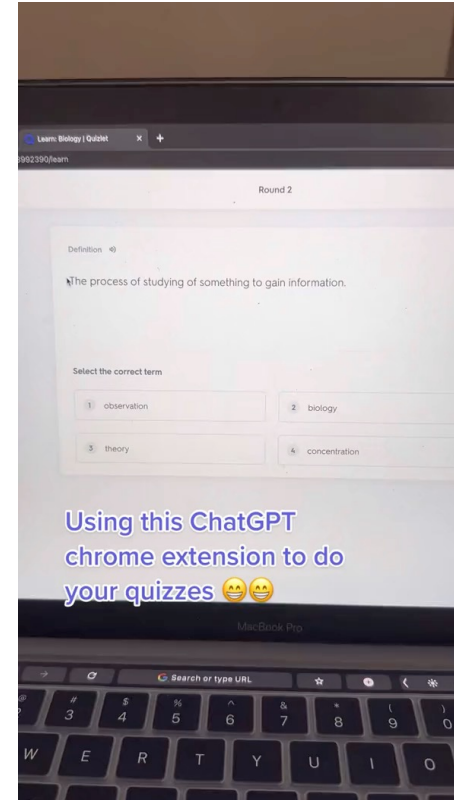 Learn: Biology | Quizlet × +
3992390/learn
Round 2
Definition
The process of studying of something to gain information.
Select the correct term
1 observation
2 biology
3 theory
4 concentration
Using this ChatGPT
chrome extension to do
your quizzes 😁😁
MacBook Pro
Search or type URL
# $ % ^ & * ( )
3 4 5 6 7 8 9 0
W E R T Y U I O